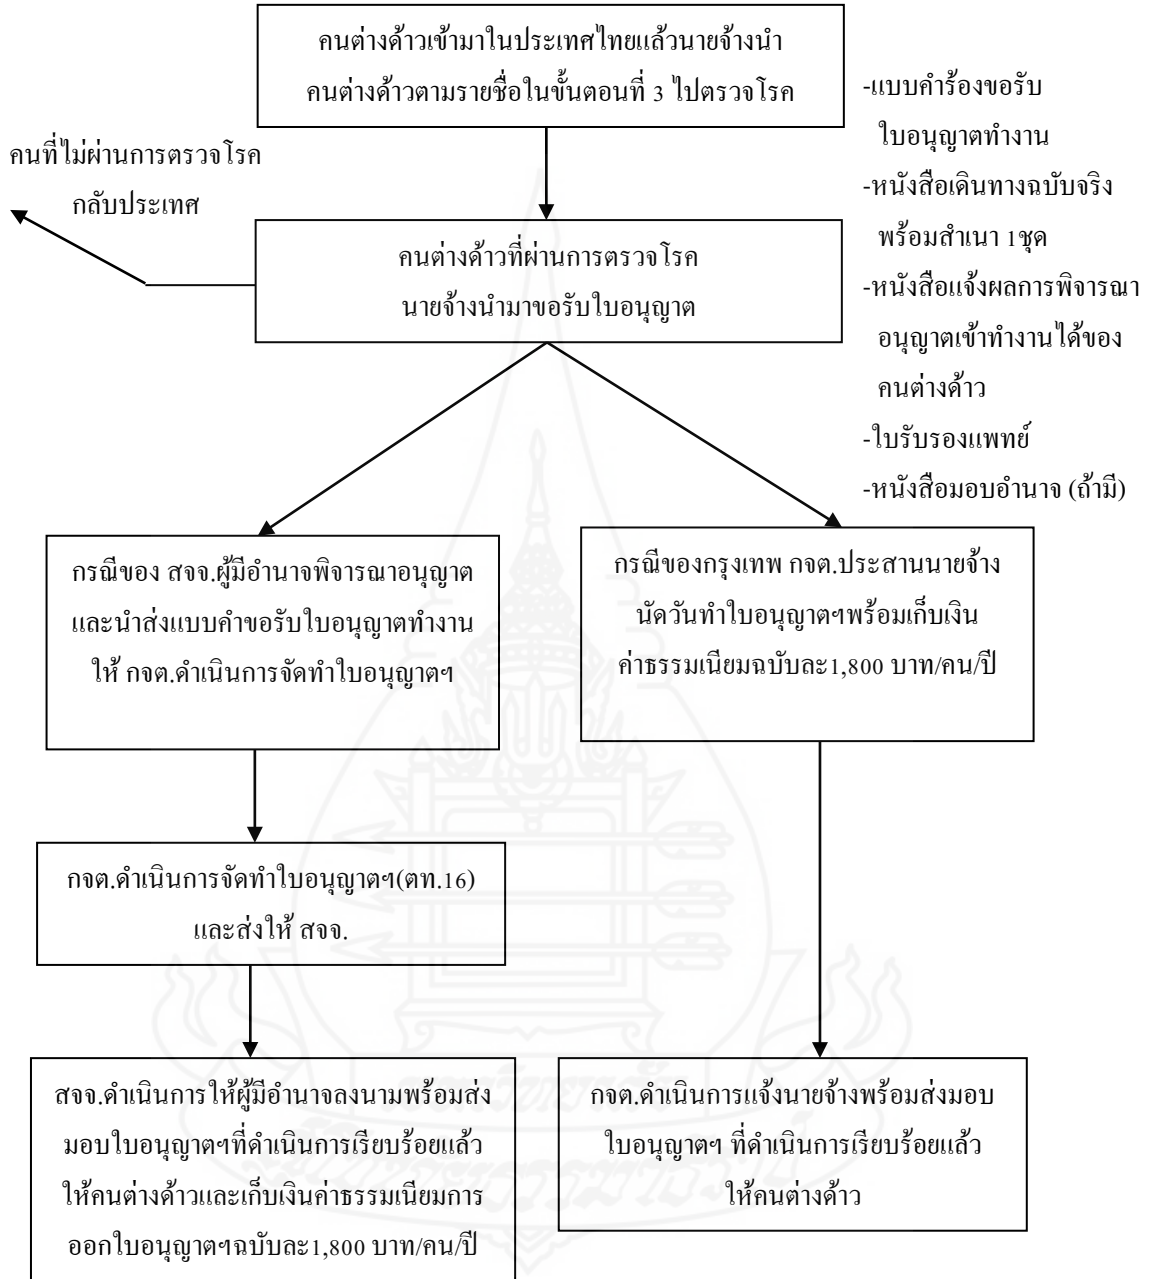 คนต่างด้าวเข้ามาในประเทศไทยแล้วนายจ้างนำ
คนต่างด้าวตามรายชื่อในขั้นตอนที่ 3 ไปตรวจโรค
คนที่ไม่ผ่านการตรวจโรค
กลับประเทศ
คนต่างด้าวที่ผ่านการตรวจโรค
นายจ้างนำมาขอรับใบอนุญาต
-แบบคำร้องขอรับ
ใบอนุญาตทำงาน
-หนังสือเดินทางฉบับจริง
พร้อมสำเนา 1ชุด
-หนังสือแจ้งผลการพิจารณา
อนุญาตเข้าทำงานได้ของ
คนต่างด้าว
-ใบรับรองแพทย์
-หนังสือมอบอำนาจ (ถ้ามี)
กรณีของ สจจ.ผู้มีอำนาจพิจารณาอนุญาต
และนำส่งแบบคำขอรับใบอนุญาตทำงาน
ให้ กจต.ดำเนินการจัดทำใบอนุญาตฯ
กรณีของกรุงเทพ กจต.ประสานนายจ้าง
นัดวันทำใบอนุญาตฯพร้อมเก็บเงิน
ค่าธรรมเนียมฉบับละ1,800 บาท/คน/ปี
กจต.ดำเนินการจัดทำใบอนุญาตฯ(ตท.16)
และส่งให้ สจจ.
สจจ.ดำเนินการให้ผู้มีอำนาจลงนามพร้อมส่ง
มอบใบอนุญาตฯที่ดำเนินการเรียบร้อยแล้ว
ให้คนต่างด้าวและเก็บเงินค่าธรรมเนียมการ
ออกใบอนุญาตฯฉบับละ1,800 บาท/คน/ปี
กจต.ดำเนินการแจ้งนายจ้างพร้อมส่งมอบ
ใบอนุญาตฯ ที่ดำเนินการเรียบร้อยแล้ว
ให้คนต่างด้าว